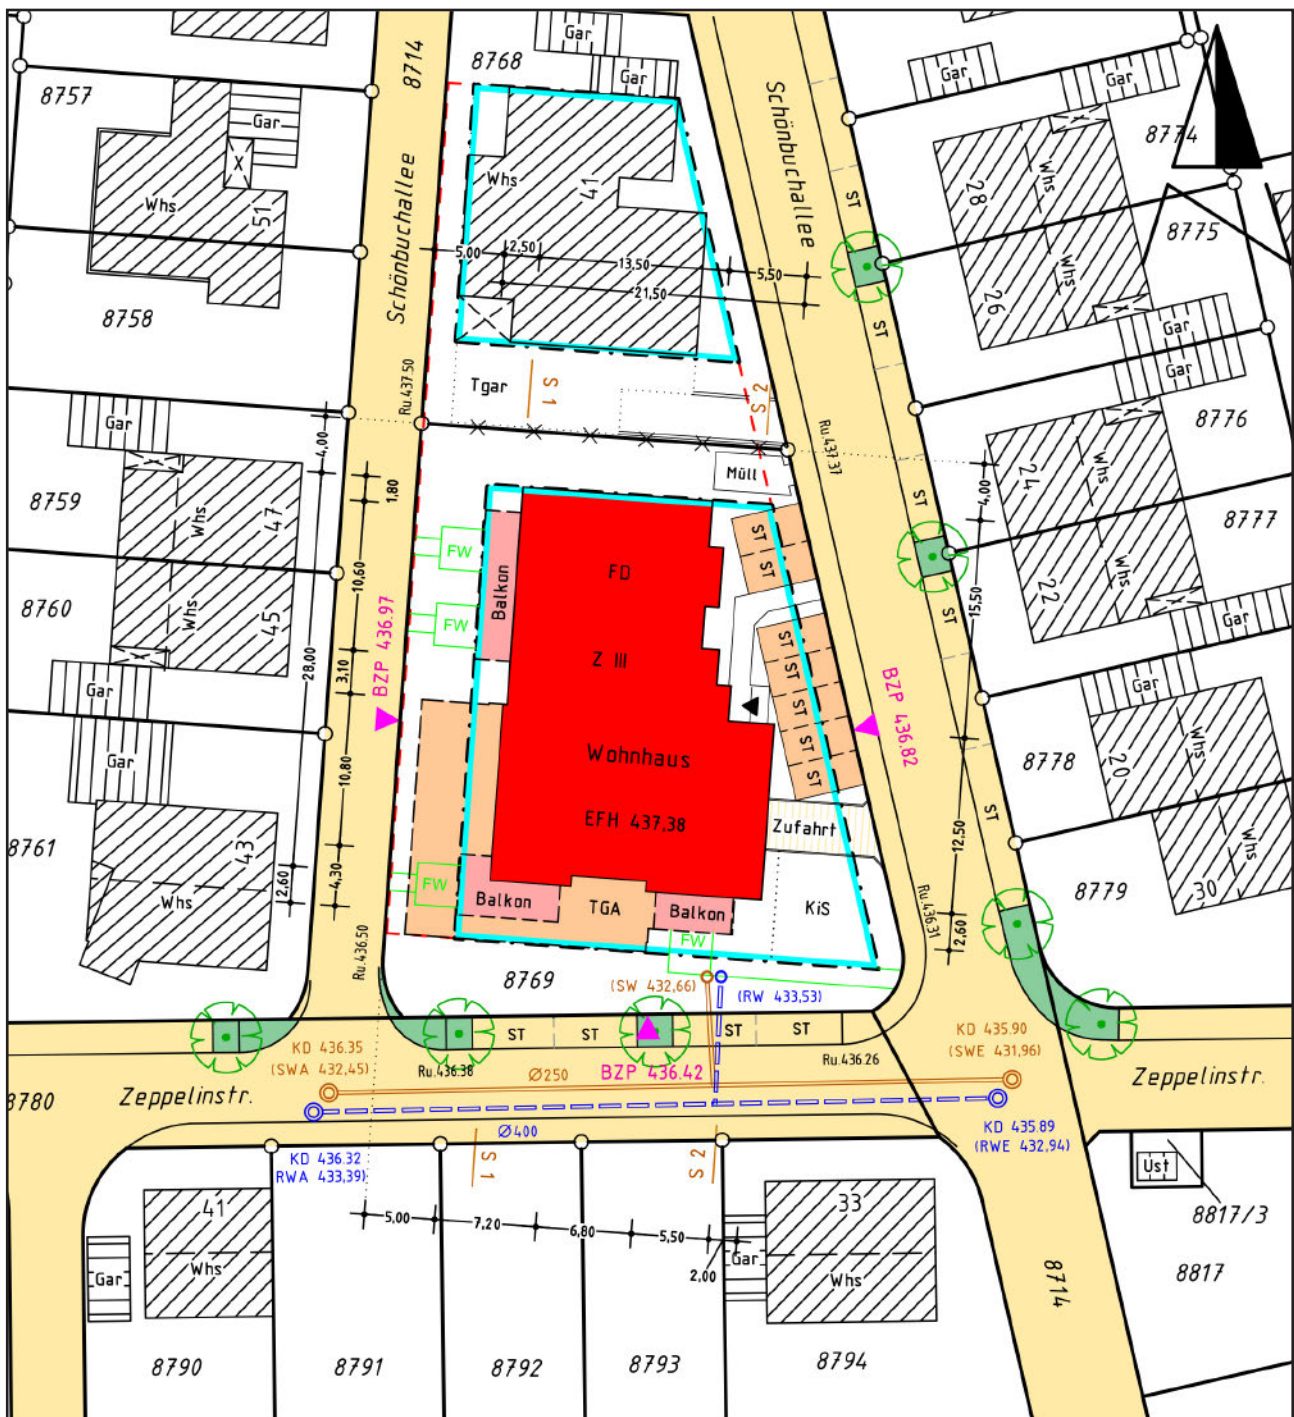 8757
Gar
Whs
51
8758
8714
Schönbuchallee
8768
Gar
Gar
Whs
41
5,00
2,50
13,50
5,50
21,50
Schönbuchallee
Gar
Gar
8774
ST
28
Whs
8775
26
Whs
ST
Gar
Gar
8776
Tgar
S 1
S 2
Ru.437.50
Ru.437.37
Gar
4,00
8759
Whs
47
1,80
Müll
ST
24
Whs
4,00
8777
22
Whs
Gar
8760
Whs
45
10,60
28,00
3,10
FW
FW
Balkon
FD
Z III
Wohnhaus
EFH 437,38
ST
ST
ST
ST
ST
ST
ST
ST
15,50
BZP 436.97
BZP 436.82
Gar
Gar
8778
20
Whs
Gar
10,80
ST
12,50
Zufahrt
8761
43
Whs
2,60
4,30
FW
Balkon
TGA
Balkon
FW
KiS
8779
30
Whs
Ru.436.31
2,60
Ru.436.50
8769
(SW 432,66)
(RW 433,53)
ST
ST
ST
ST
KD 436.35
(SWA 432,45)
Ru.436.38
Ø250
BZP 436.42
Ru.436.26
KD 435.90
(SWE 431,96)
8780
Zeppelinstr.
Zeppelinstr.
Ø400
KD 436.32
RWA 433,39)
KD 435.89
(RWE 432,94)
S 1
S 2
Ust
8817/3
41
Whs
Gar
5,00
7,20
6,80
5,50
2,00
Gar
33
Whs
8714
8817
8790
8791
8792
8793
8794